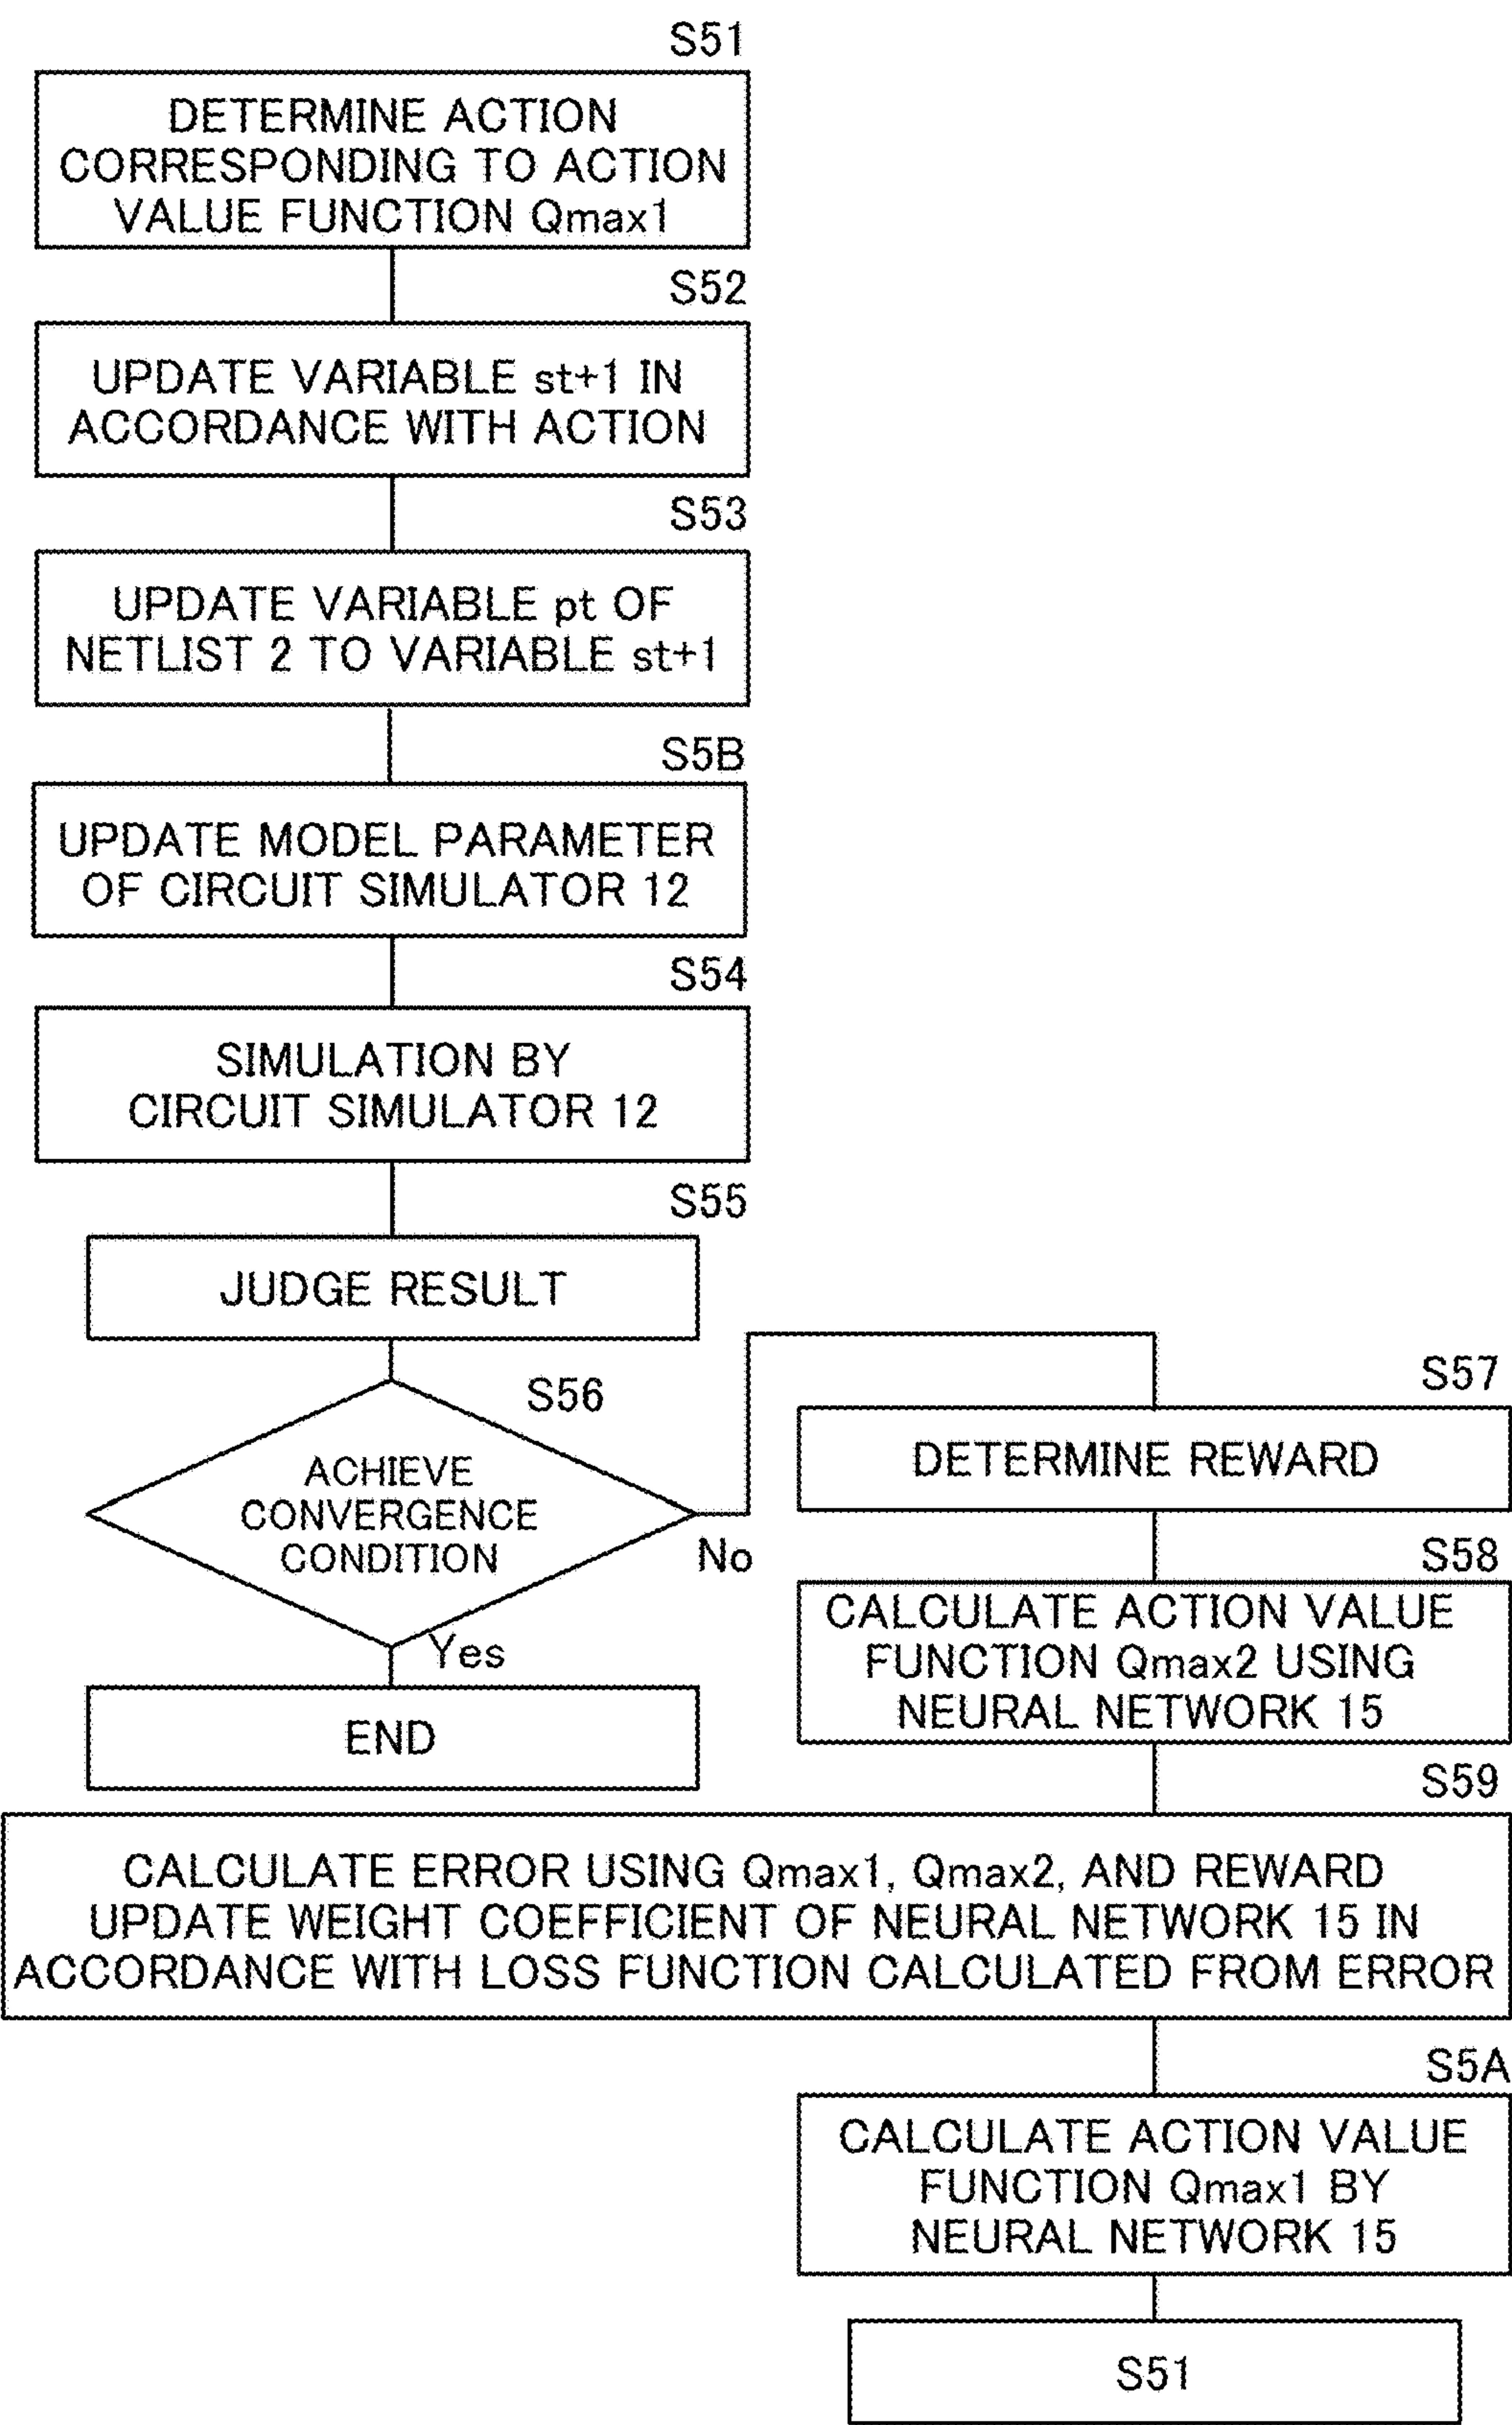 S51
DETERMINE ACTION
CORRESPONDING TO ACTION
VALUE FUNCTION Qmax1
S52
UPDATE VARIABLE st+1 IN
ACCORDANCE WITH ACTION
S53
UPDATE VARIABLE pt OF
NETLIST 2 TO VARIABLE st+1
S5B
UPDATE MODEL PARAMETER
OF CIRCUIT SIMULATOR 12
S54
SIMULATION BY
CIRCUIT SIMULATOR 12
S55
JUDGE RESULT
S56
ACHIEVE
CONVERGENCE
CONDITION
No
Yes
END
S57
DETERMINE REWARD
S58
CALCULATE ACTION VALUE
FUNCTION Qmax2 USING
NEURAL NETWORK 15
S59
CALCULATE ERROR USING Qmax1, Qmax2, AND REWARD
UPDATE WEIGHT COEFFICIENT OF NEURAL NETWORK 15 IN
ACCORDANCE WITH LOSS FUNCTION CALCULATED FROM ERROR
S5A
CALCULATE ACTION VALUE
FUNCTION Qmax1 BY
NEURAL NETWORK 15
S51